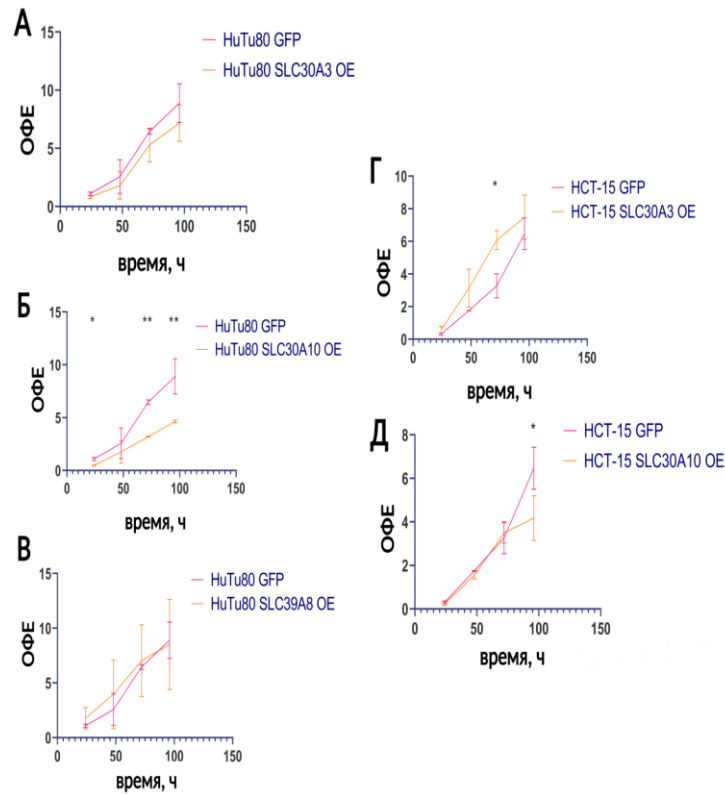 А
HuTu80 GFP
HuTu80 SLC30A3 OE
15
10
5
0
0 50 100 150
ОФЕ
время, ч
Б
* ** **
HuTu80 GFP
HuTu80 SLC30A10 OE
15
10
5
0
0 50 100 150
ОФЕ
время, ч
В
HuTu80 GFP
HuTu80 SLC39A8 OE
15
10
5
0
0 50 100 150
ОФЕ
время, ч
Г
*
HCT-15 GFP
HCT-15 SLC30A3 OE
10
8
6
4
2
0
0 50 100 150
ОФЕ
время, ч
Д
*
HCT-15 GFP
HCT-15 SLC30A10 OE
8
6
4
2
0
0 50 100 150
ОФЕ
время, ч